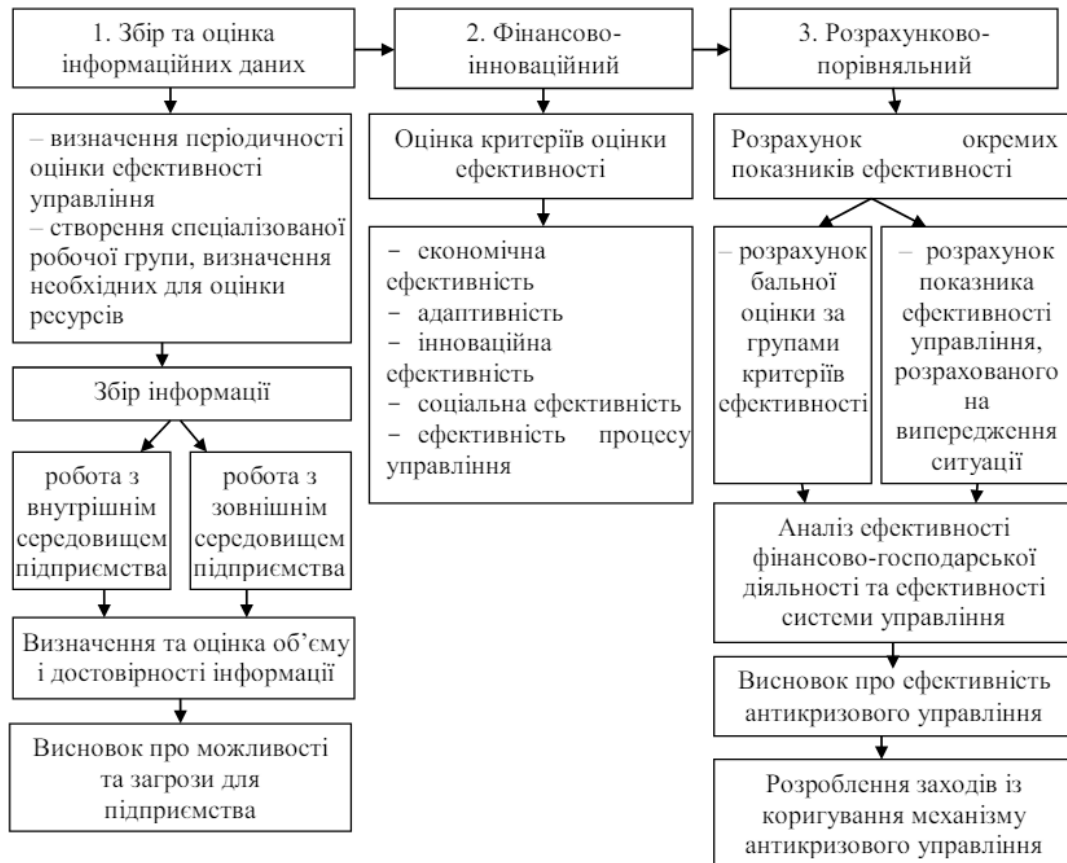 1. Збір та оцінка
інформаційних даних
2. Фінансово-
інноваційний
3. Розрахунково-
порівняльний
– визначення періодичності
оцінки ефективності
управління
– створення спеціалізованої
робочої групи, визначення
необхідних для оцінки
ресурсів
Збір інформації
робота з
внутрішнім
середовищем
підприємства
робота з
зовнішнім
середовищем
підприємства
Визначення та оцінка об’єму
і достовірності інформації
Висновок про можливості
та загрози для
підприємства
Оцінка критеріїв оцінки
ефективності
– економічна
ефективність
– адаптивність
– інноваційна
ефективність
– соціальна ефективність
– ефективність процесу
управління
Розрахунок окремих
показників ефективності
– розрахунок
бальної
оцінки за
групами
критеріїв
ефективності
– розрахунок
показника
ефективності
управління,
розрахованого
на
випередження
ситуації
Аналіз ефективності
фінансово-господарської
діяльності та ефективності
системи управління
Висновок про ефективність
антикризового управління
Розроблення заходів із
коригування механізму
антикризового управління